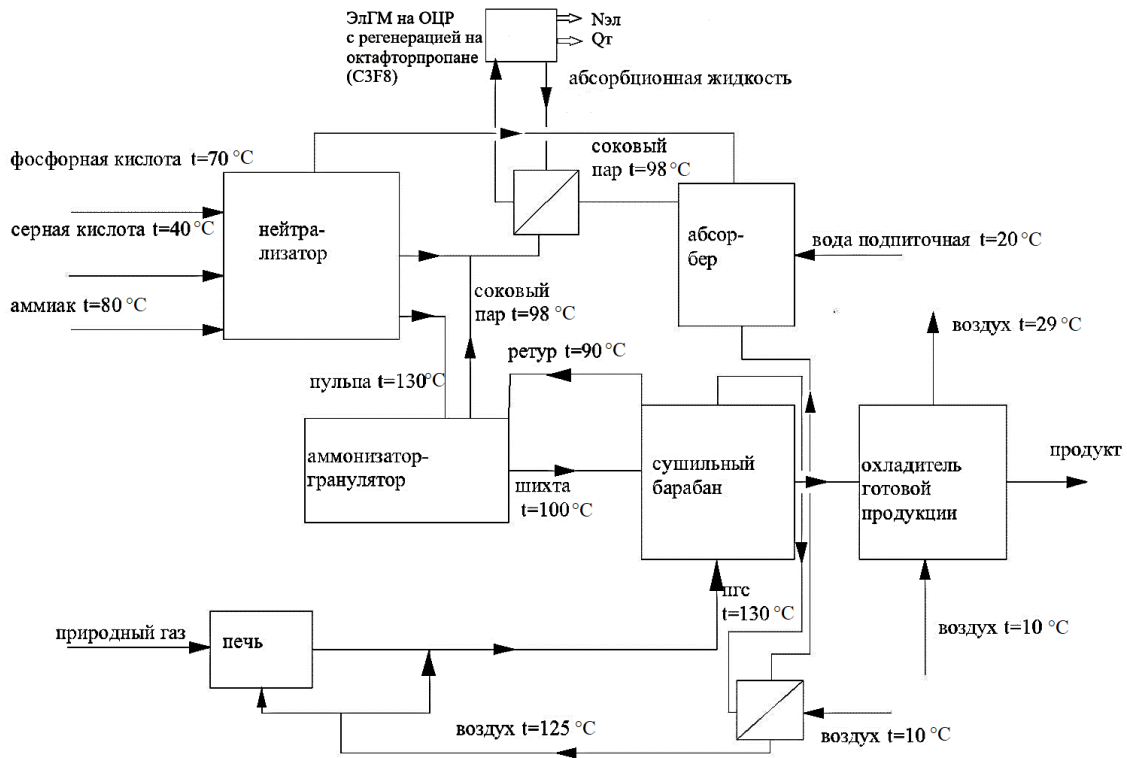 ЭлГМ на ОЦР
с регенерацией на
октафторпропане
(C3F8)
Nэл
Qт
абсорбционная жидкость
фосфорная кислота t=70 °C
соковый
пар t=98°C
серная кислота t=40°C
нейтра-
лизатор
абсор-
бер
вода подпиточная t=20°C
аммиак t=80°C
соковый
пар t=98°C
воздух t=29°C
ретур t=90°C
пульпа t=130°C
аммонизатор-
гранулятор
сушильный
барабан
охладитель
готовой
продукции
продукт
шихта
t=100°C
пгс
t=130°C
природный газ
печь
воздух t=10 °C
воздух t=125 °C
воздух t=10 °C